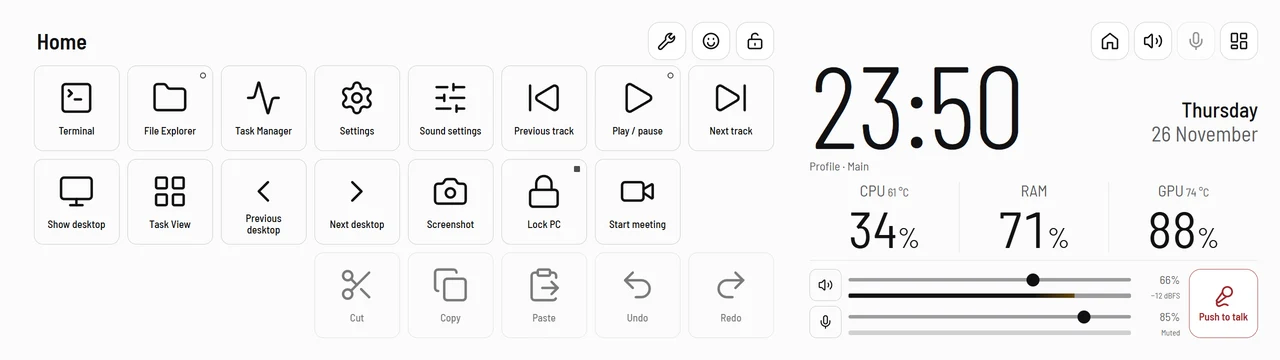 Home
Terminal
File Explorer
Task Manager
Settings
Sound settings
Previous track
Play / pause
Next track
Show desktop
Task View
Previous
desktop
Next desktop
Screenshot
Lock PC
Start meeting
Cut
Copy
Paste
Undo
Redo
23:50
Thursday
26 November
Profile · Main
CPU 61 °C
34%
RAM
71%
GPU 74 °C
88%
66%
−12 dBFS
85%
Muted
Push to talk